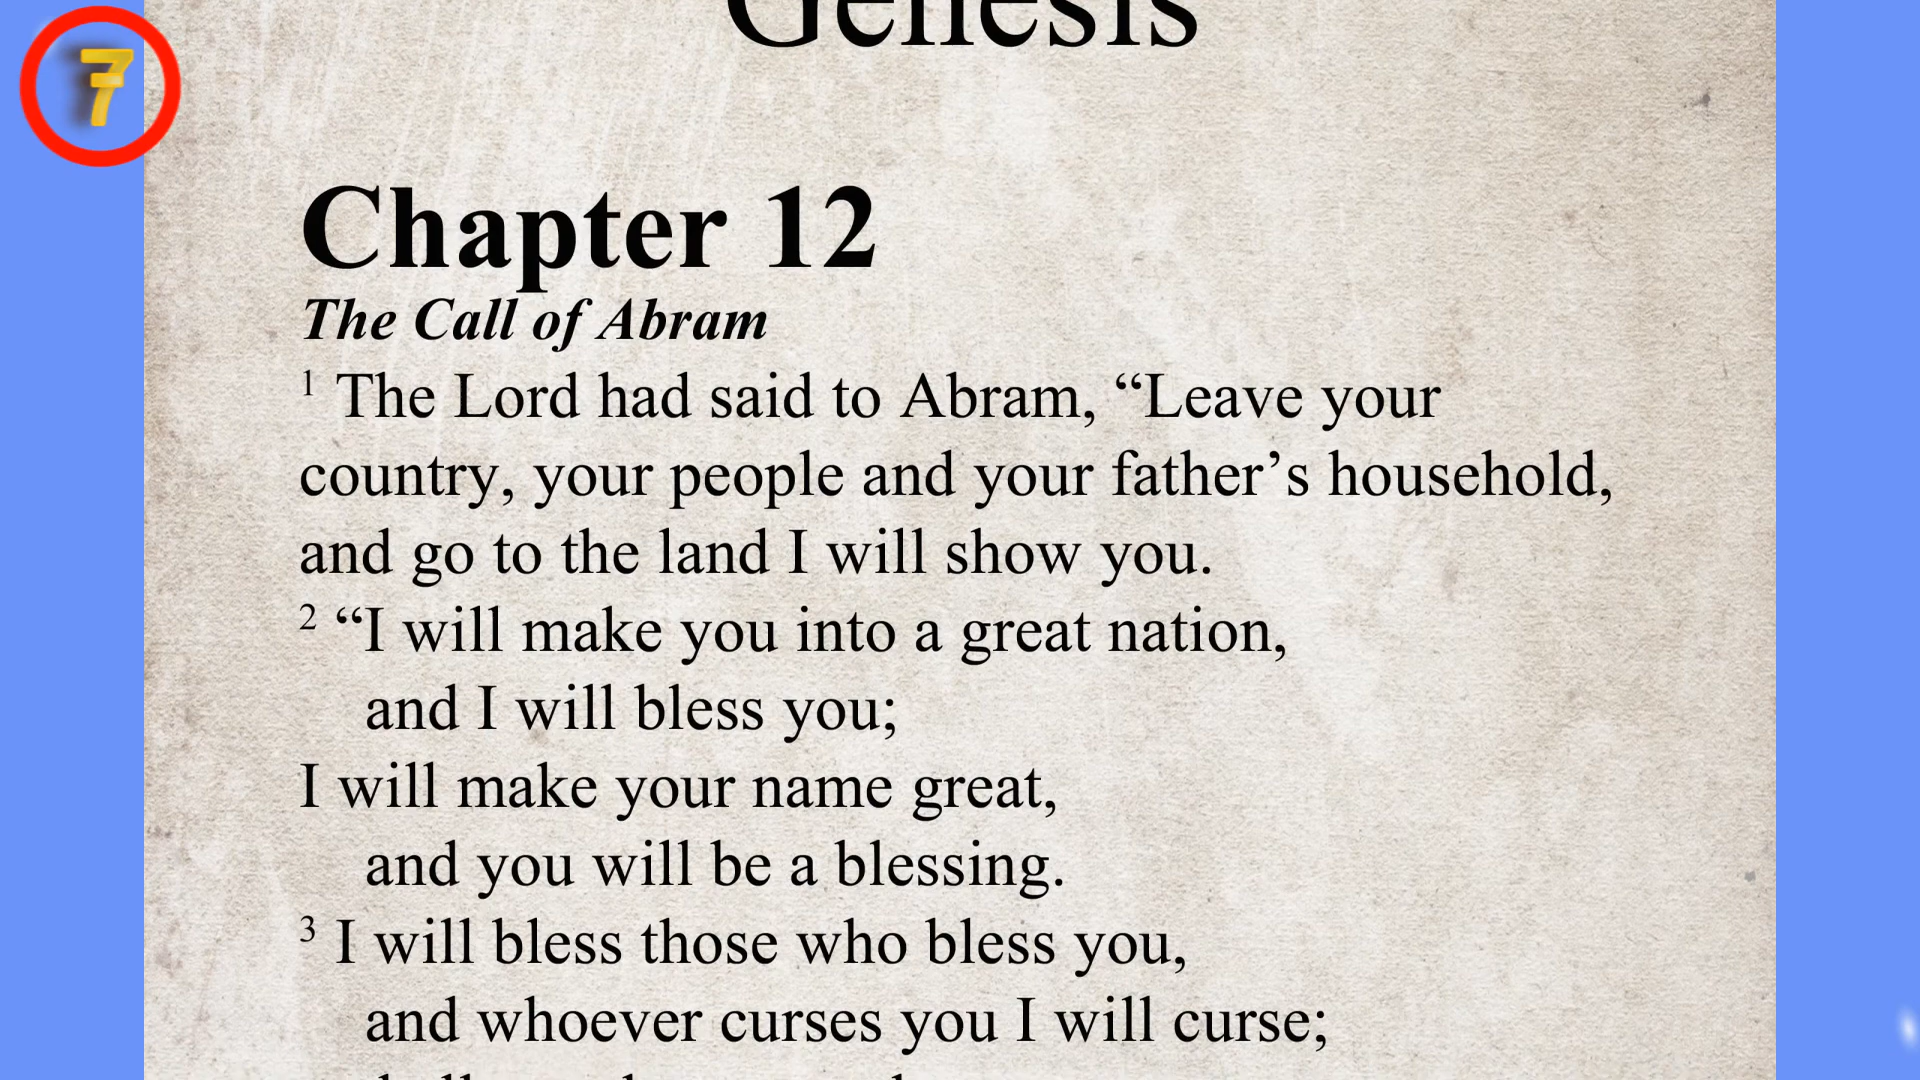 7
Genesis
Chapter 12
The Call of Abram
1 The Lord had said to Abram, “Leave your
country, your people and your father’s household,
and go to the land I will show you.
2 “I will make you into a great nation,
and I will bless you;
I will make your name great,
and you will be a blessing.
3 I will bless those who bless you,
and whoever curses you I will curse;